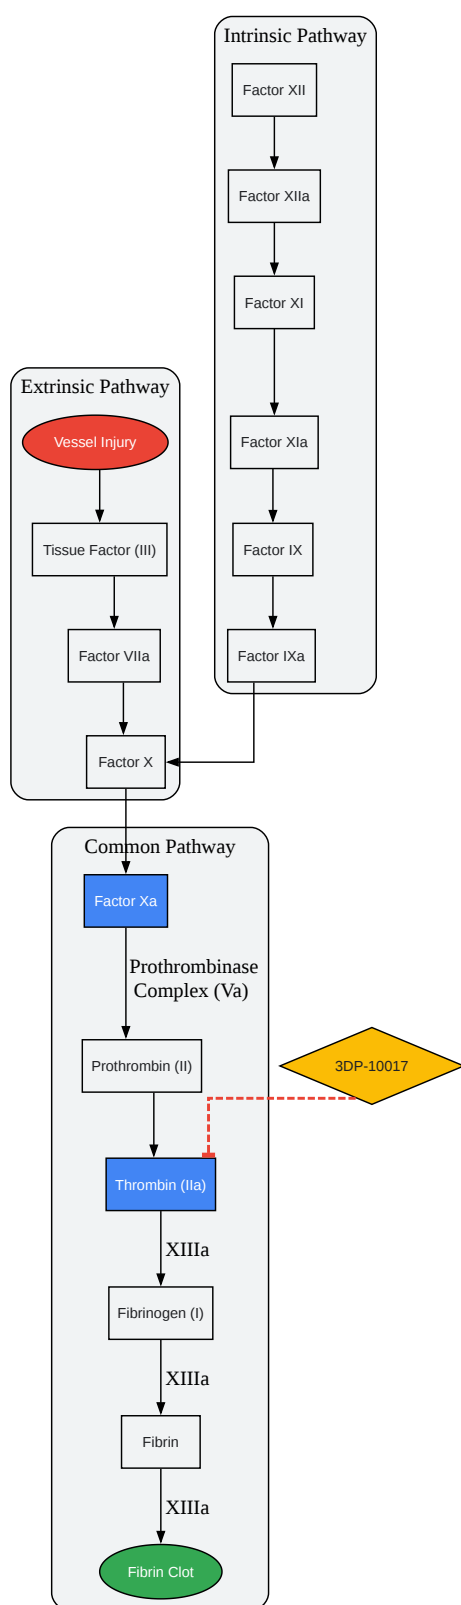 Intrinsic Pathway
Factor XII
Factor XIIa
Factor XI
Factor XIa
Factor IX
Factor IXa
Extrinsic Pathway
Vessel Injury
Tissue Factor (III)
Factor VIIa
Factor X
Common Pathway
Factor Xa
Prothrombinase
Complex (Va)
Prothrombin (II)
3DP-10017
Thrombin (IIa)
XIIIa
Fibrinogen (I)
XIIIa
Fibrin
XIIIa
Fibrin Clot